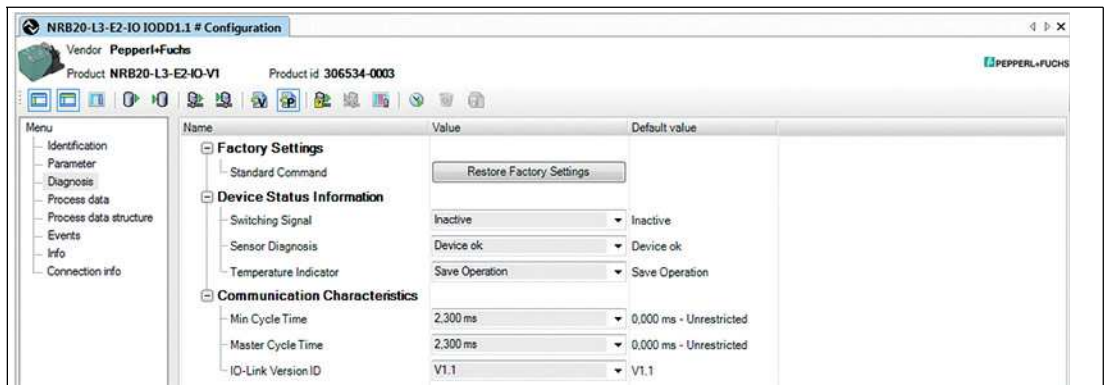 NRB20-L3-E2-IO IODD1.1 # Configuration
Vendor Pepperl+Fuchs
Product NRB20-L3-E2-IO-V1 Product id 306534-0003
PEPPERL+FUCHS
Menu
Identification
Parameter
Diagnosis
Process data
Process data structure
Events
Info
Connection info
Name Value Default value
Factory Settings
Standard Command Restore Factory Settings
Device Status Information
Switching Signal Inactive Inactive
Sensor Diagnosis Device ok Device ok
Temperature Indicator Save Operation Save Operation
Communication Characteristics
Min Cycle Time 2,300 ms 0,000 ms - Unrestricted
Master Cycle Time 2,300 ms 0,000 ms - Unrestricted
IO-Link Version ID V1.1 V1.1